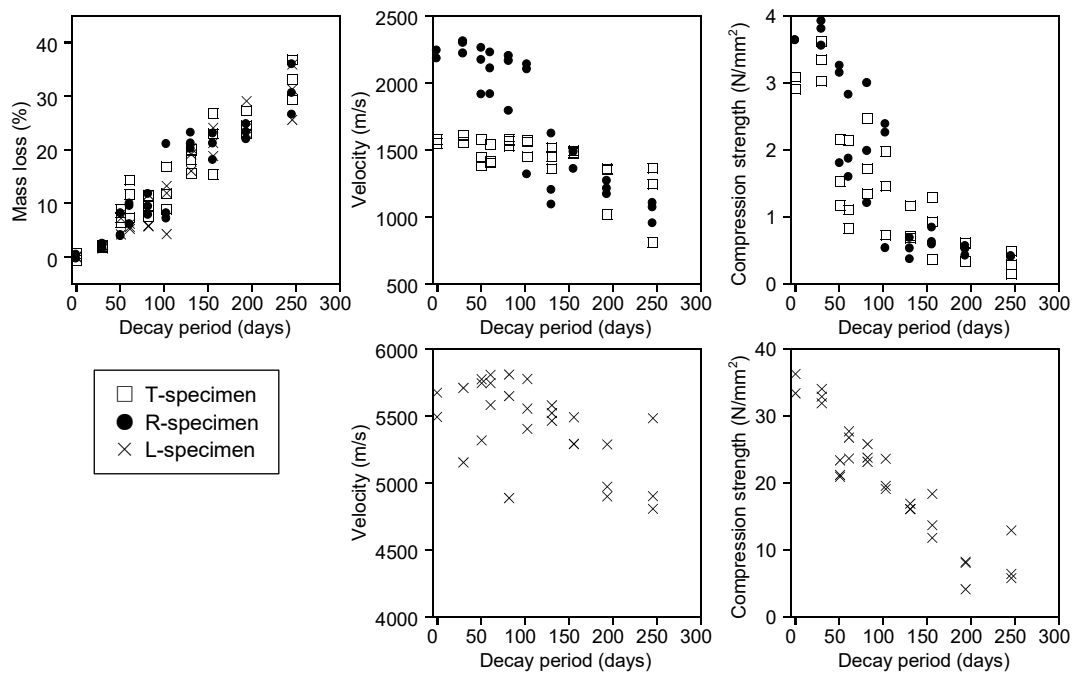 40
30
20
10
0
Mass loss (%)
0 50 100 150 200 250 300
Decay period (days)
2500
2000
1500
1000
500
Velocity (m/s)
0 50 100 150 200 250 300
Decay period (days)
4
3
2
1
0
Compression strength (N/mm²)
0 50 100 150 200 250 300
Decay period (days)
T-specimen
R-specimen
L-specimen
6000
5500
5000
4500
4000
Velocity (m/s)
0 50 100 150 200 250 300
Decay period (days)
40
30
20
10
0
Compression strength (N/mm²)
0 50 100 150 200 250 300
Decay period (days)